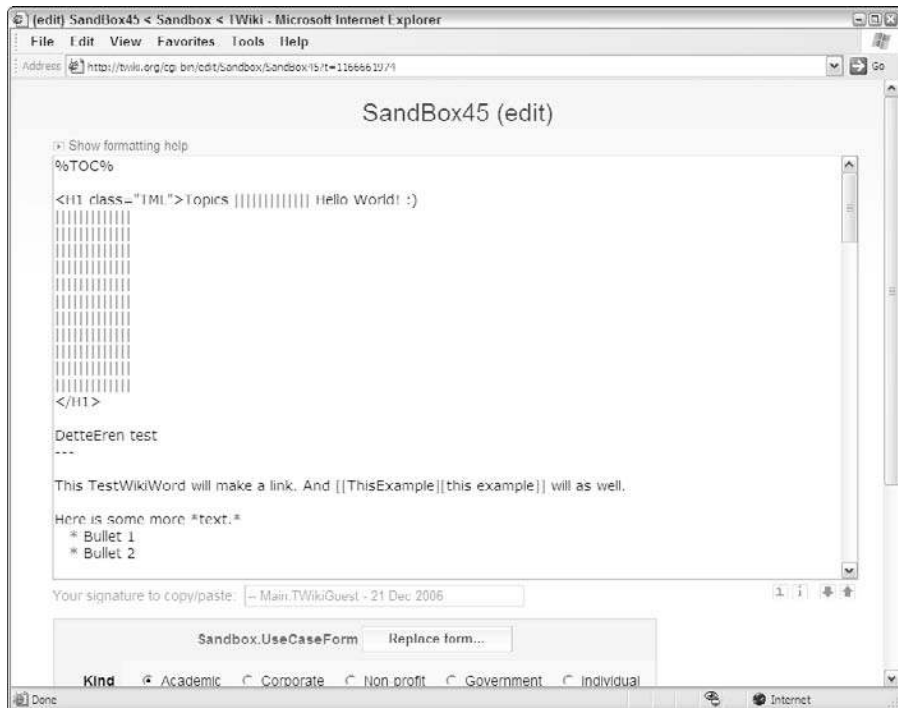 (edit) SandBox45 < Sandbox < TWiki - Microsoft Internet Explorer
File Edit View Favorites Tools Help
Address http://twiki.org/cgi-bin/edit/Sandbox/SandBox45?t=1166661974 Go
SandBox45 (edit)
Show formatting help
%TOC%
<H1 class="TML">Topics ||||||||||||| Hello World! :)
|||||||||||||
|||||||||||||
|||||||||||||
|||||||||||||
|||||||||||||
|||||||||||||
|||||||||||||
|||||||||||||
|||||||||||||
|||||||||||||
|||||||||||||
</H1>
DetteEren test
---
This TestWikiWord will make a link. And [[ThisExample][this example]] will as well.
Here is some more *text.*
* Bullet 1
* Bullet 2
Your signature to copy/paste: -- Main.TWikiGuest - 21 Dec 2006
Sandbox.UseCaseForm Replace form...
Kind Academic Corporate Non profit Government Individual
Done Internet